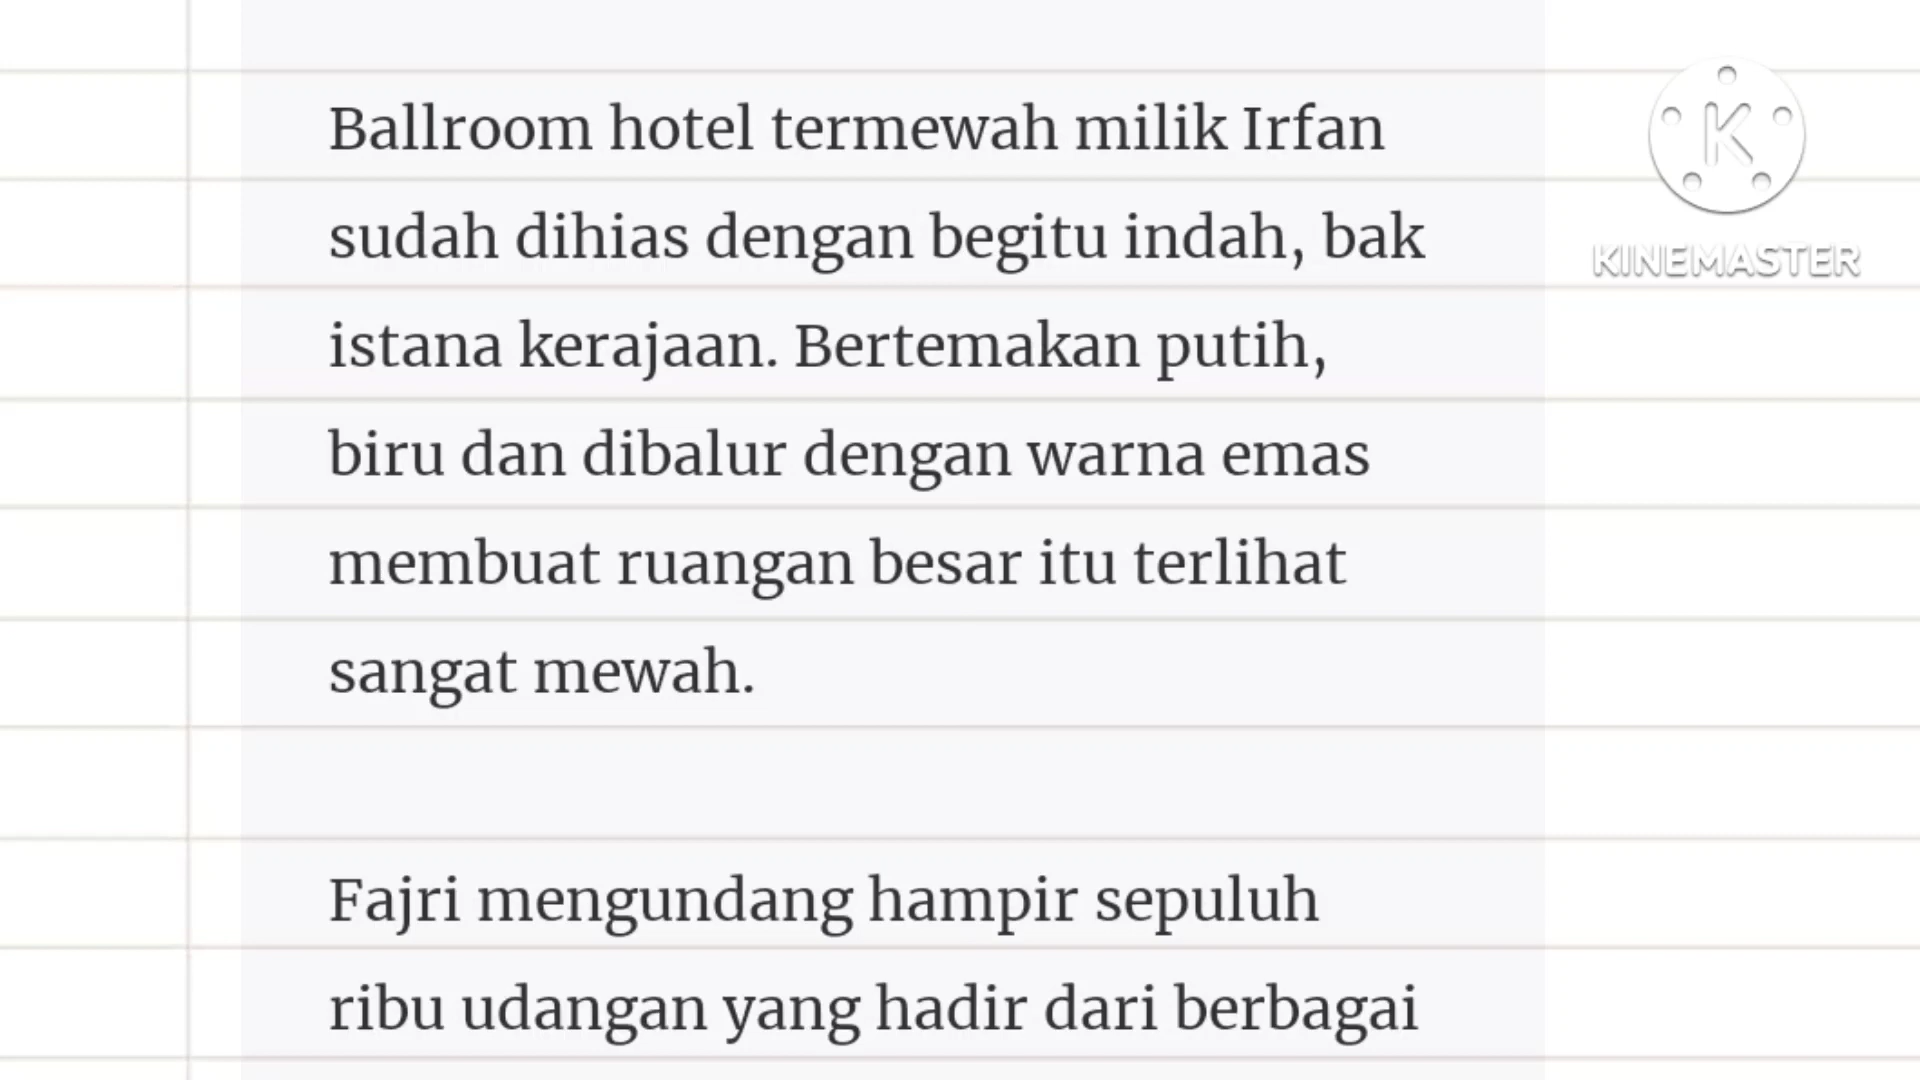 Ballroom hotel termewah milik Irfan
sudah dihias dengan begitu indah, bak
istana kerajaan. Bertemakan putih,
biru dan dibalur dengan warna emas
membuat ruangan besar itu terlihat
sangat mewah.
Fajri mengundang hampir sepuluh
ribu udangan yang hadir dari berbagai
K
KINEMASTER